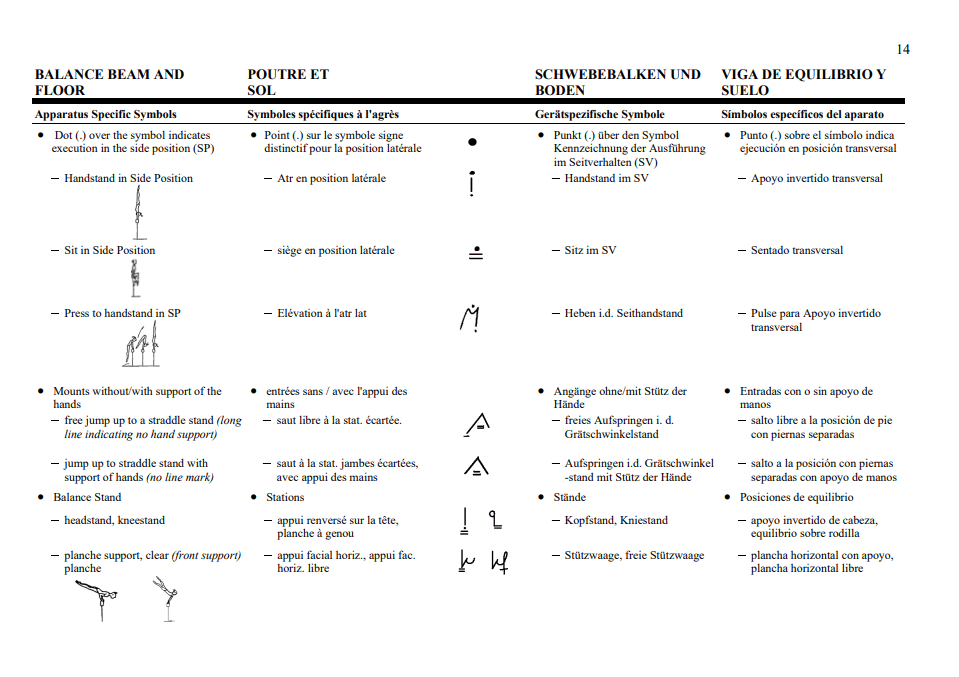 14
BALANCE BEAM AND
FLOOR
POUTRE ET
SOL
SCHWEBEBALKEN UND
BODEN
VIGA DE EQUILIBRIO Y
SUELO
Apparatus Specific Symbols
Symboles spécifiques à l'agrès
Gerätspezifische Symbole
Símbolos específicos del aparato
• Dot (.) over the symbol indicates
execution in the side position (SP)
• Point (.) sur le symbole signe
distinctif pour la position latérale
• Punkt (.) über den Symbol
Kennzeichnung der Ausführung
im Seitverhalten (SV)
• Punto (.) sobre el símbolo indica
ejecución en posición transversal
– Handstand in Side Position
– Atr en position latérale
– Handstand im SV
– Apoyo invertido transversal
– Sit in Side Position
– siège en position latérale
– Sitz im SV
– Sentado transversal
– Press to handstand in SP
– Elévation à l'atr lat
– Heben i.d. Seithandstand
– Pulse para Apoyo invertido
transversal
• Mounts without/with support of the
hands
• entrées sans / avec l'appui des
mains
• Angänge ohne/mit Stütz der
Hände
• Entradas con o sin apoyo de
manos
– free jump up to a straddle stand (long
line indicating no hand support)
– saut libre à la stat. écartée.
– freies Aufspringen i. d.
Grätschwinkelstand
– salto libre a la posición de pie
con piernas separadas
– jump up to straddle stand with
support of hands (no line mark)
– saut à la stat. jambes écartées,
avec appui des mains
– Aufspringen i.d. Grätschwinkel
-stand mit Stütz der Hände
– salto a la posición con piernas
separadas con apoyo de manos
• Balance Stand
• Stations
• Stände
• Posiciones de equilibrio
– headstand, kneestand
– appui renversé sur la tête,
planche à genou
– Kopfstand, Kniestand
– apoyo invertido de cabeza,
equilibro sobre rodilla
– planche support, clear (front support)
planche
– appui facial horiz., appui fac.
horiz. libre
– Stützwaage, freie Stützwaage
– plancha horizontal con apoyo,
plancha horizontal libre